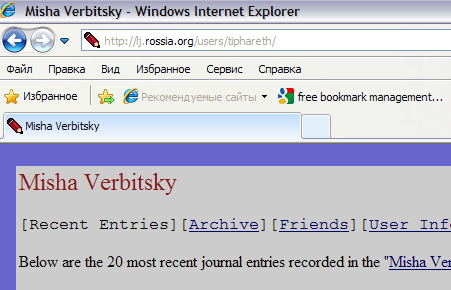 Misha Verbitsky - Windows Internet Explorer
http://lj.rossia.org/users/tiphareth/
Файл Правка Вид Избранное Сервис Справка
Избранное Рекомендуемые сайты free bookmark management...
Misha Verbitsky
Misha Verbitsky
[Recent Entries][Archive][Friends][User Info
Below are the 20 most recent journal entries recorded in the "Misha Ver